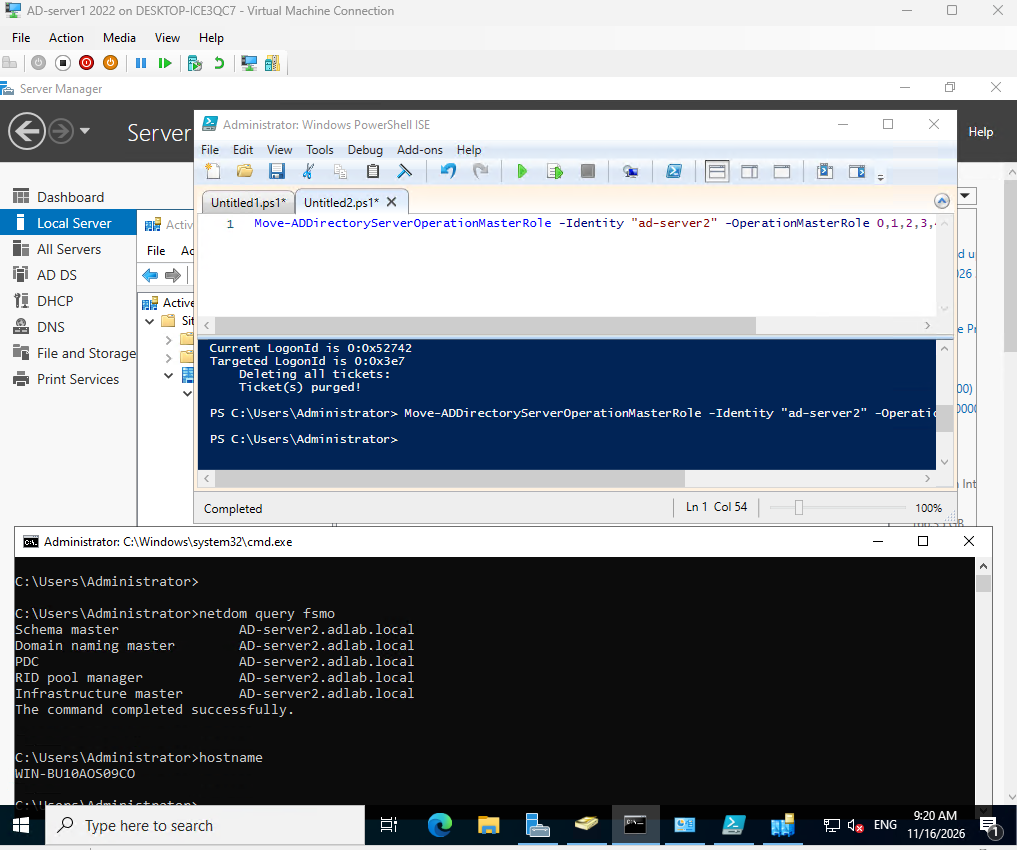 AD-server1 2022 on DESKTOP-ICE3QC7 - Virtual Machine Connection
File Action Media View Help
Server Manager
Server
Help
Administrator: Windows PowerShell ISE
File Edit View Tools Debug Add-ons Help
Untitled1.ps1* Untitled2.ps1*
1 Move-ADDirectoryServerOperationMasterRole -Identity "ad-server2" -OperationMasterRole 0,1,2,3,
Dashboard
Local Server
All Servers
AD DS
DHCP
DNS
File and Storage
Print Services
Activ
File Ac
Active
Sit
Current LogonId is 0:0x52742
Targeted LogonId is 0:0x3e7
Deleting all tickets:
Ticket(s) purged!
PS C:\Users\Administrator> Move-ADDirectoryServerOperationMasterRole -Identity "ad-server2" -Operatio
PS C:\Users\Administrator>
Completed
Ln 1 Col 54
100%
Administrator: C:\Windows\system32\cmd.exe
C:\Users\Administrator>
C:\Users\Administrator>netdom query fsmo
Schema master AD-server2.adlab.local
Domain naming master AD-server2.adlab.local
PDC AD-server2.adlab.local
RID pool manager AD-server2.adlab.local
Infrastructure master AD-server2.adlab.local
The command completed successfully.
C:\Users\Administrator>hostname
WIN-BU10AOS09CO
C:\Users\Administrator>
Type here to search
ENG
9:20 AM
11/16/2026
1